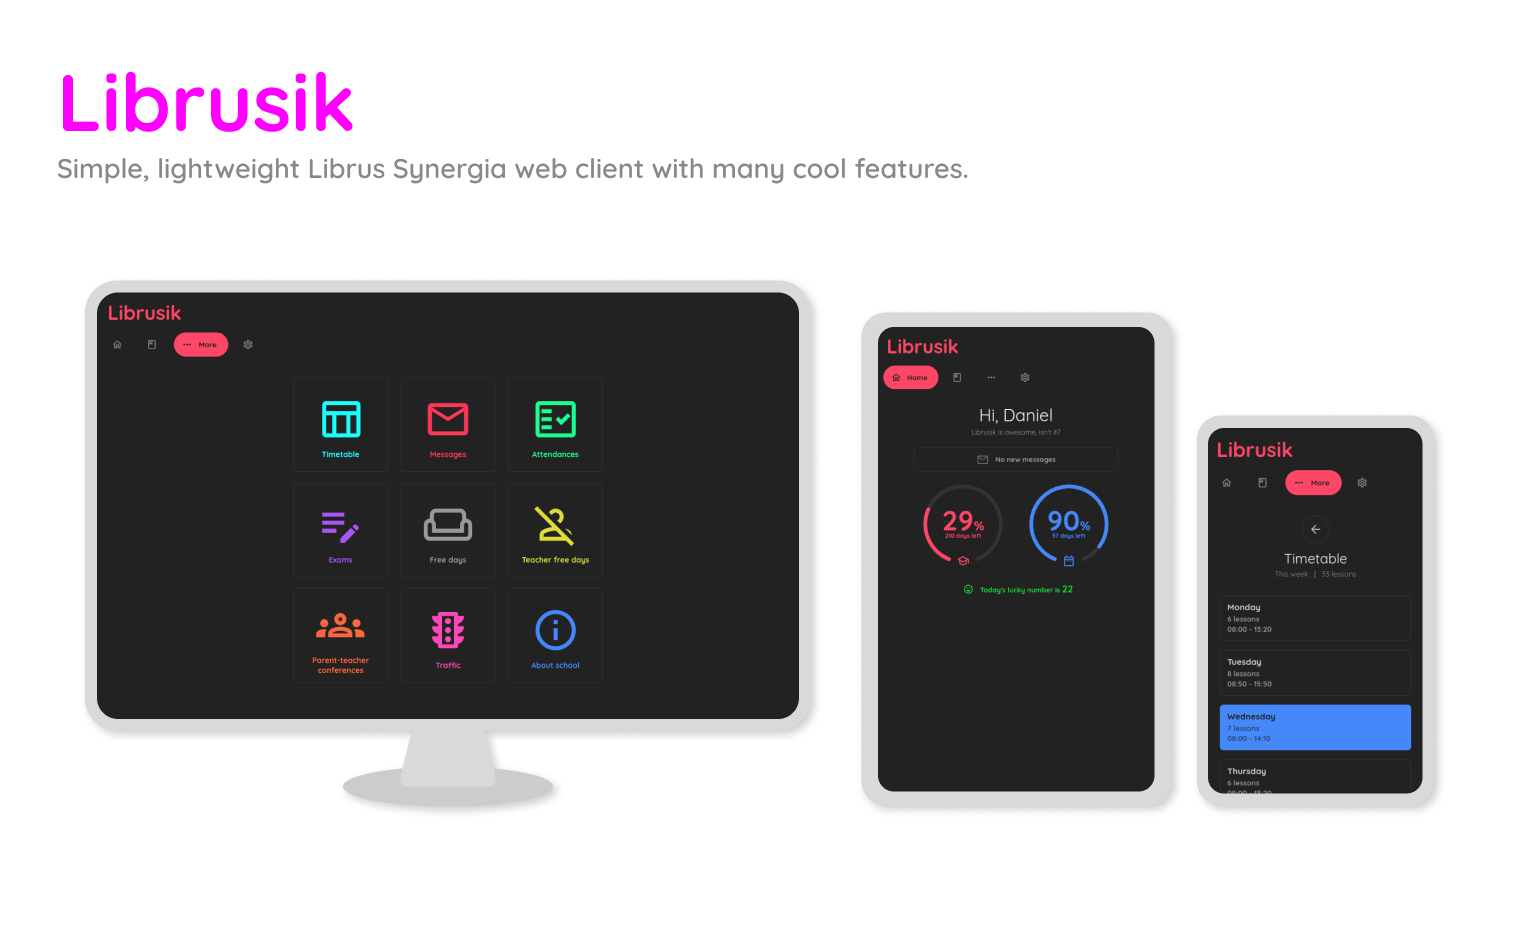 Librusik
Simple, lightweight Librus Synergia web client with many cool features.
Librusik
More
Timetable
Messages
Attendances
Exams
Free days
Teacher free days
Parent-teacher
conferences
Traffic
About school
Librusik
Home
Hi, Daniel
Librusik is awesome, isn't it?
No new messages
29%
210 days left
90%
37 days left
Today's lucky number is 22
Librusik
More
Timetable
This week | 33 lessons
Monday
6 lessons
08:00 - 13:20
Tuesday
8 lessons
08:50 - 15:50
Wednesday
7 lessons
08:00 - 14:10
Thursday
6 lessons
08:00 - 13:20